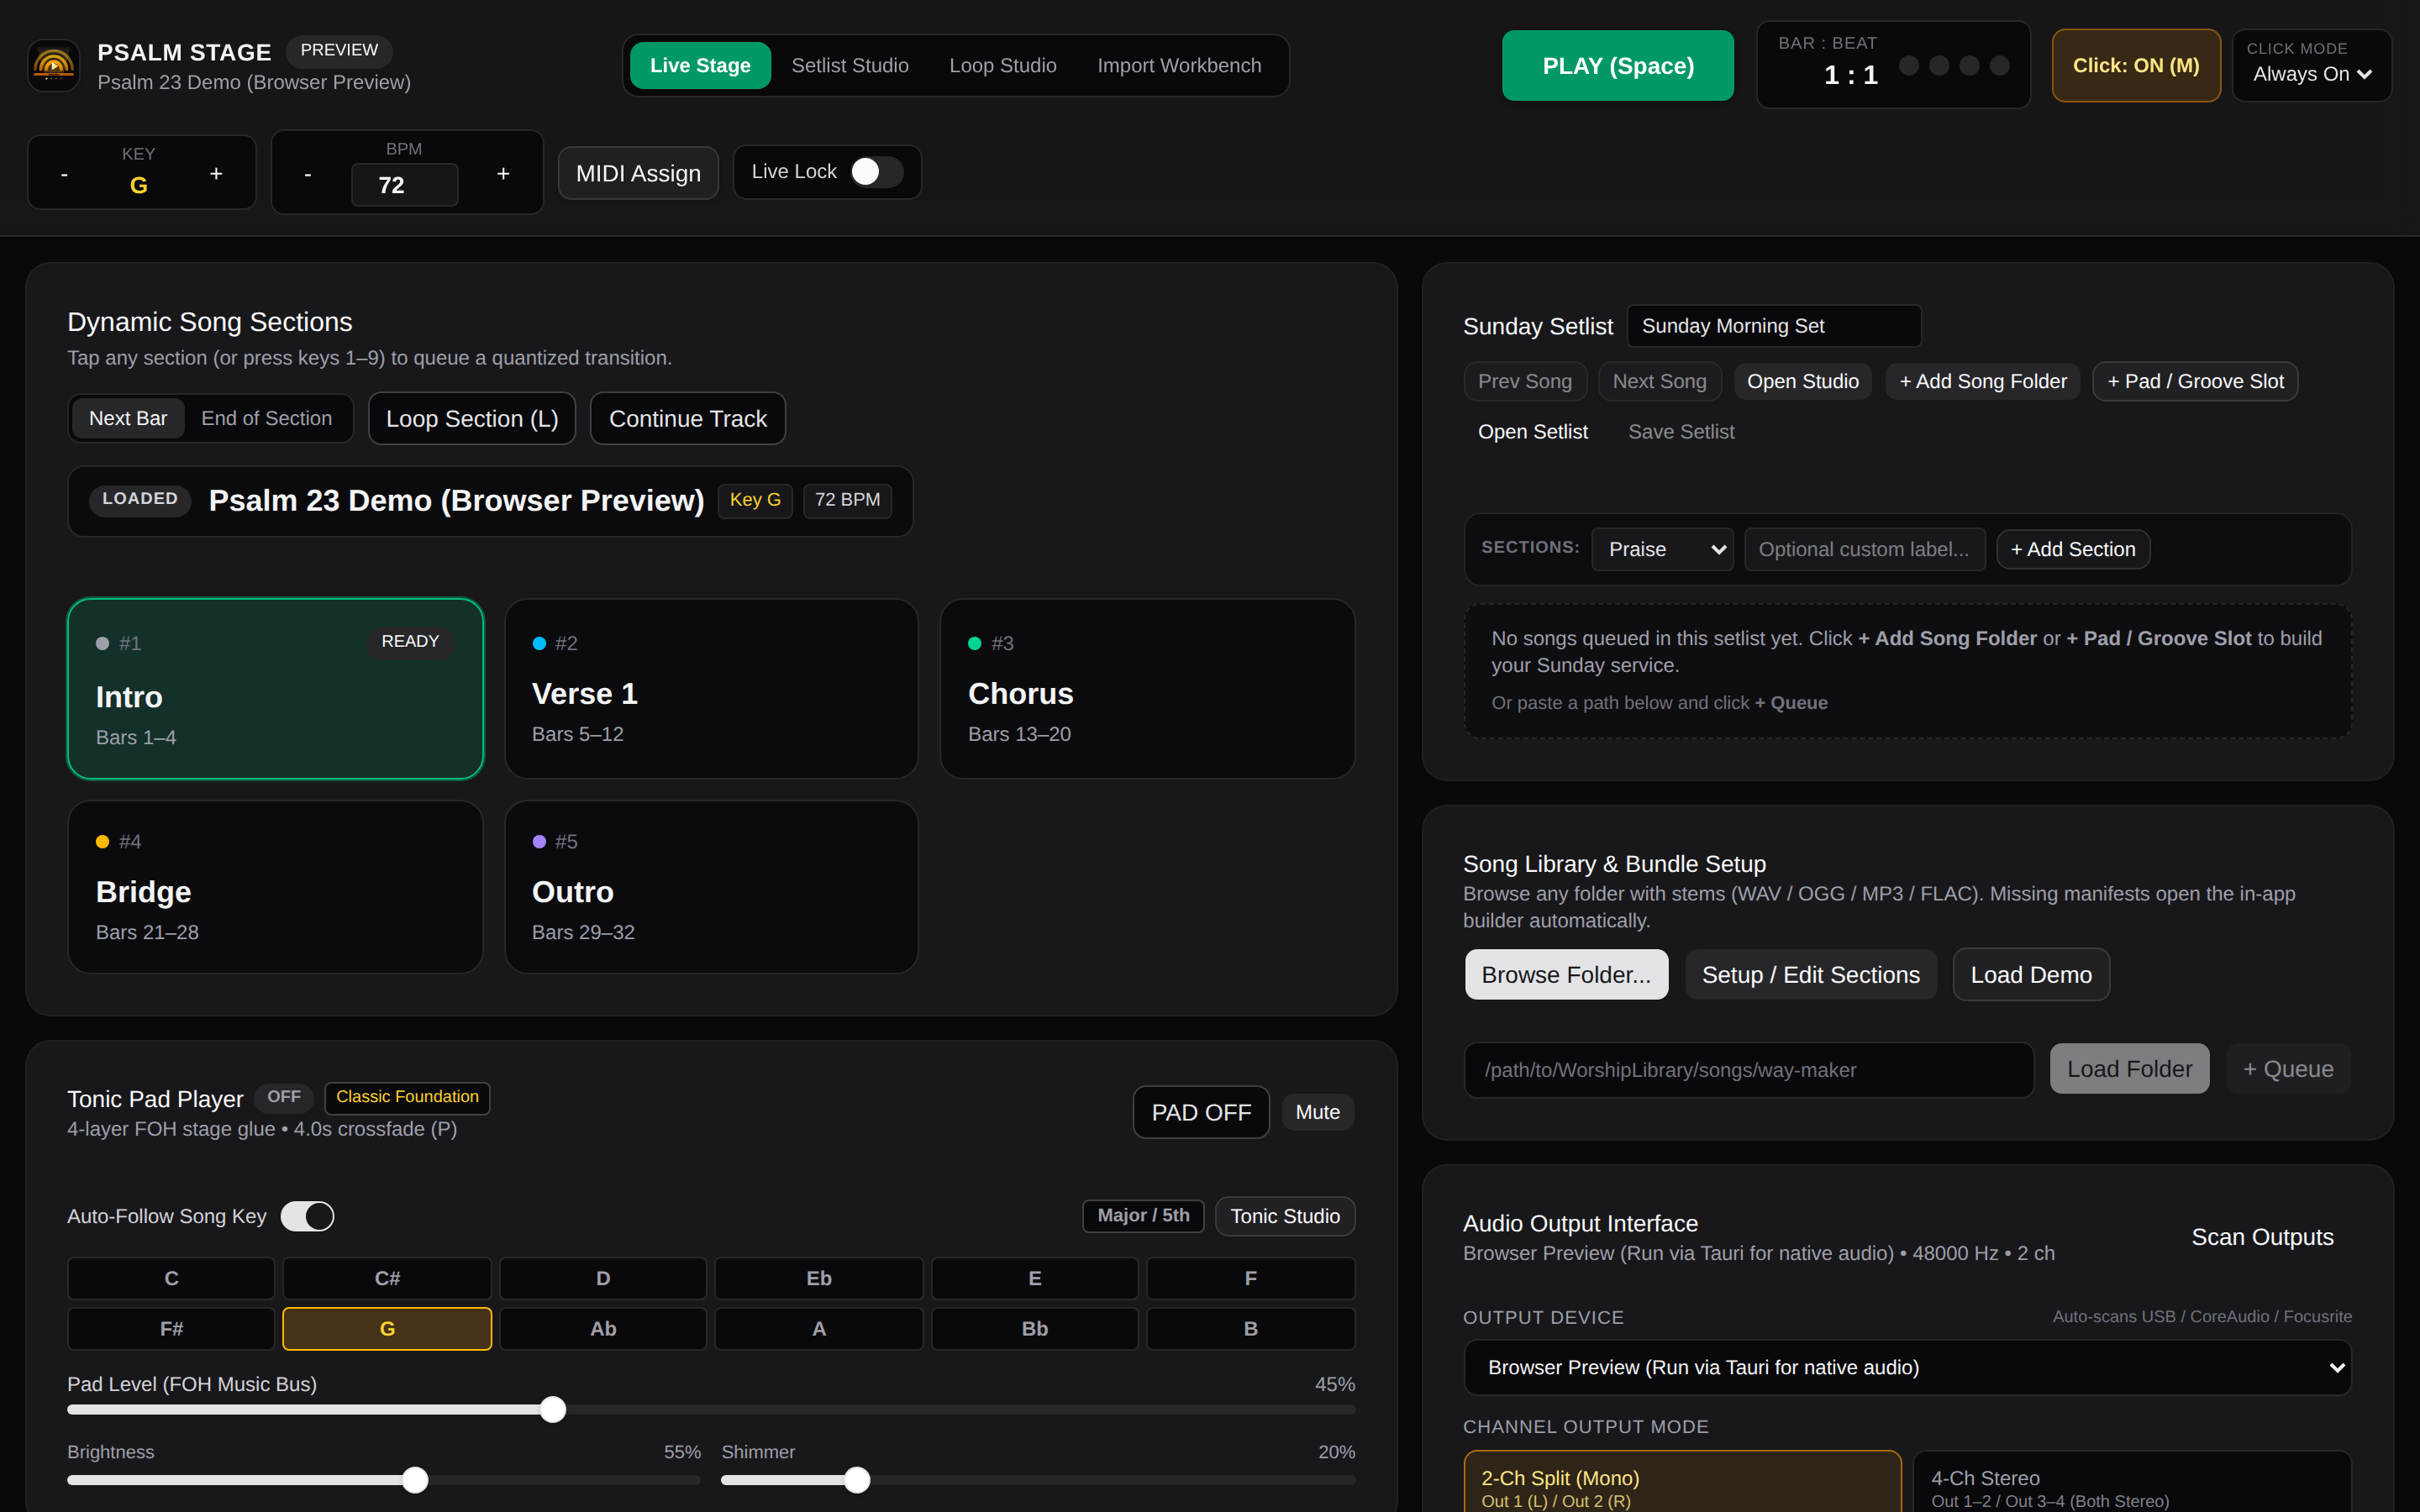 PSALM STAGE PREVIEW
Psalm 23 Demo (Browser Preview)
Live Stage Setlist Studio Loop Studio Import Workbench
PLAY (Space)
BAR : BEAT
1 : 1
Click: ON (M)
CLICK MODE
Always On
- KEY +
G
- BPM +
72
MIDI Assign
Live Lock
Dynamic Song Sections
Tap any section (or press keys 1–9) to queue a quantized transition.
Next Bar End of Section Loop Section (L) Continue Track
LOADED Psalm 23 Demo (Browser Preview) Key G 72 BPM
#1 READY
Intro
Bars 1–4
#2
Verse 1
Bars 5–12
#3
Chorus
Bars 13–20
#4
Bridge
Bars 21–28
#5
Outro
Bars 29–32
Tonic Pad Player OFF Classic Foundation
4-layer FOH stage glue • 4.0s crossfade (P)
PAD OFF Mute
Auto-Follow Song Key
Major / 5th Tonic Studio
C C# D Eb E F
F# G Ab A Bb B
Pad Level (FOH Music Bus) 45%
Brightness 55% Shimmer 20%
Sunday Setlist Sunday Morning Set
Prev Song Next Song Open Studio + Add Song Folder + Pad / Groove Slot
Open Setlist Save Setlist
SECTIONS: Praise Optional custom label... + Add Section
No songs queued in this setlist yet. Click + Add Song Folder or + Pad / Groove Slot to build
your Sunday service.
Or paste a path below and click + Queue
Song Library & Bundle Setup
Browse any folder with stems (WAV / OGG / MP3 / FLAC). Missing manifests open the in-app
builder automatically.
Browse Folder... Setup / Edit Sections Load Demo
/path/to/WorshipLibrary/songs/way-maker Load Folder + Queue
Audio Output Interface
Browser Preview (Run via Tauri for native audio) • 48000 Hz • 2 ch
Scan Outputs
OUTPUT DEVICE Auto-scans USB / CoreAudio / Focusrite
Browser Preview (Run via Tauri for native audio)
CHANNEL OUTPUT MODE
2-Ch Split (Mono)
Out 1 (L) / Out 2 (R)
4-Ch Stereo
Out 1–2 / Out 3–4 (Both Stereo)